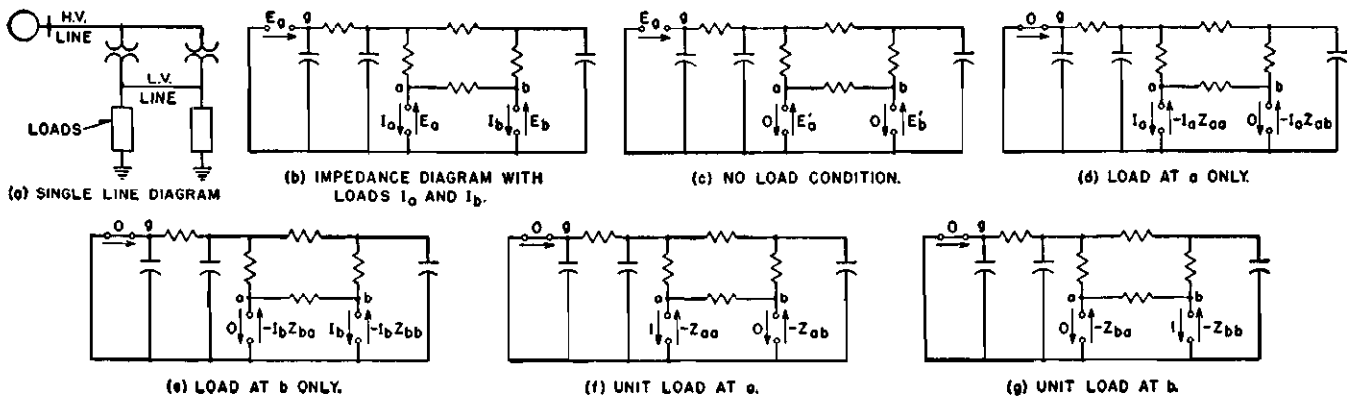 H.V.
LINE
L.V.
LINE
LOADS
(a) SINGLE LINE DIAGRAM
Eg g
a b
Ia Ea Ib Eb
(b) IMPEDANCE DIAGRAM WITH
LOADS Ia AND Ib.
Eg g
a b
0 E'a 0 E'b
(c) NO LOAD CONDITION.
0 g
a b
Ia -IaZaa 0 -IaZab
(d) LOAD AT a ONLY.
0 g
a b
0 -IbZba Ib -IbZbb
(e) LOAD AT b ONLY.
0 g
a b
1 -Zaa 0 -Zab
(f) UNIT LOAD AT a.
0 g
a b
0 -Zba 1 -Zbb
(g) UNIT LOAD AT b.